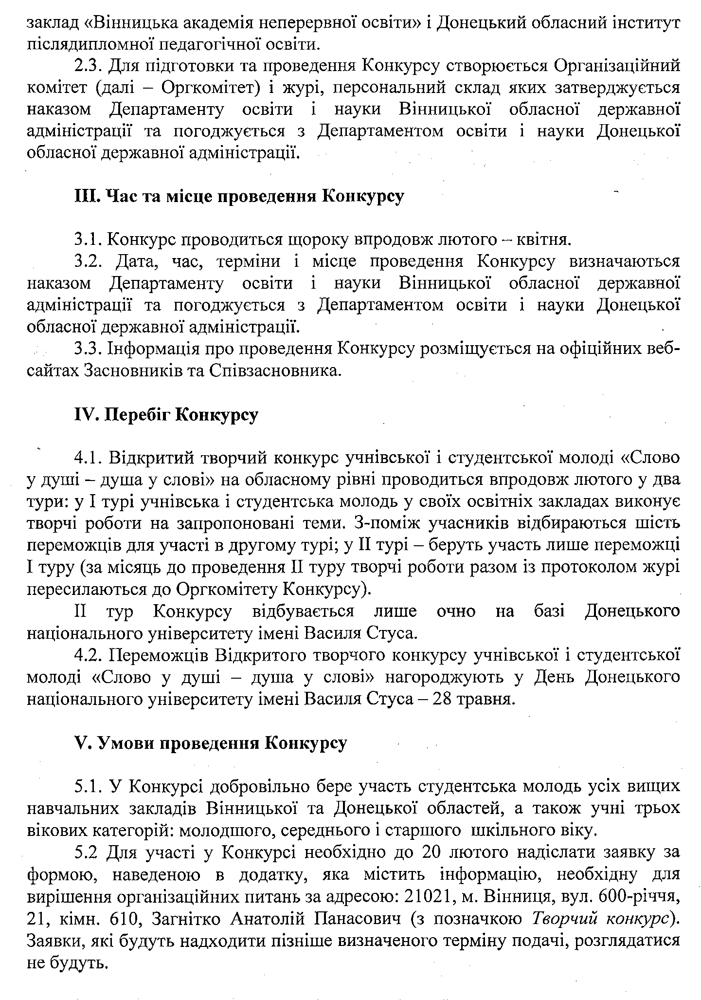 заклад «Вінницька академія неперервної освіти» і Донецький обласний інститут
післядипломної педагогічної освіти.
2.3. Для підготовки та проведення Конкурсу створюється Організаційний
комітет (далі – Оргкомітет) і журі, персональний склад яких затверджується
наказом Департаменту освіти і науки Вінницької обласної державної
адміністрації та погоджується з Департаментом освіти і науки Донецької
обласної державної адміністрації.
ІІІ. Час та місце проведення Конкурсу
3.1. Конкурс проводиться щороку впродовж лютого – квітня.
3.2. Дата, час, терміни і місце проведення Конкурсу визначаються
наказом Департаменту освіти і науки Вінницької обласної державної
адміністрації та погоджується з Департаментом освіти і науки Донецької
обласної державної адміністрації.
3.3. Інформація про проведення Конкурсу розміщується на офіційних веб-
сайтах Засновників та Співзасновника.
IV. Перебіг Конкурсу
4.1. Відкритий творчий конкурс учнівської і студентської молоді «Слово
у душі – душа у слові» на обласному рівні проводиться впродовж лютого у два
тури: у І турі учнівська і студентська молодь у своїх освітніх закладах виконує
творчі роботи на запропоновані теми. З-поміж учасників відбираються шість
переможців для участі в другому турі; у ІІ турі – беруть участь лише переможці
І туру (за місяць до проведення ІІ туру творчі роботи разом із протоколом журі
пересилаються до Оргкомітету Конкурсу).
ІІ тур Конкурсу відбувається лише очно на базі Донецького
національного університету імені Василя Стуса.
4.2. Переможців Відкритого творчого конкурсу учнівської і студентської
молоді «Слово у душі – душа у слові» нагороджують у День Донецького
національного університету імені Василя Стуса – 28 травня.
V. Умови проведення Конкурсу
5.1. У Конкурсі добровільно бере участь студентська молодь усіх вищих
навчальних закладів Вінницької та Донецької областей, а також учні трьох
вікових категорій: молодшого, середнього і старшого шкільного віку.
5.2 Для участі у Конкурсі необхідно до 20 лютого надіслати заявку за
формою, наведеною в додатку, яка містить інформацію, необхідну для
вирішення організаційних питань за адресою: 21021, м. Вінниця, вул. 600-річчя,
21, кімн. 610, Загнітко Анатолій Панасович (з позначкою Творчий конкурс).
Заявки, які будуть надходити пізніше визначеного терміну подачі, розглядатися
не будуть.